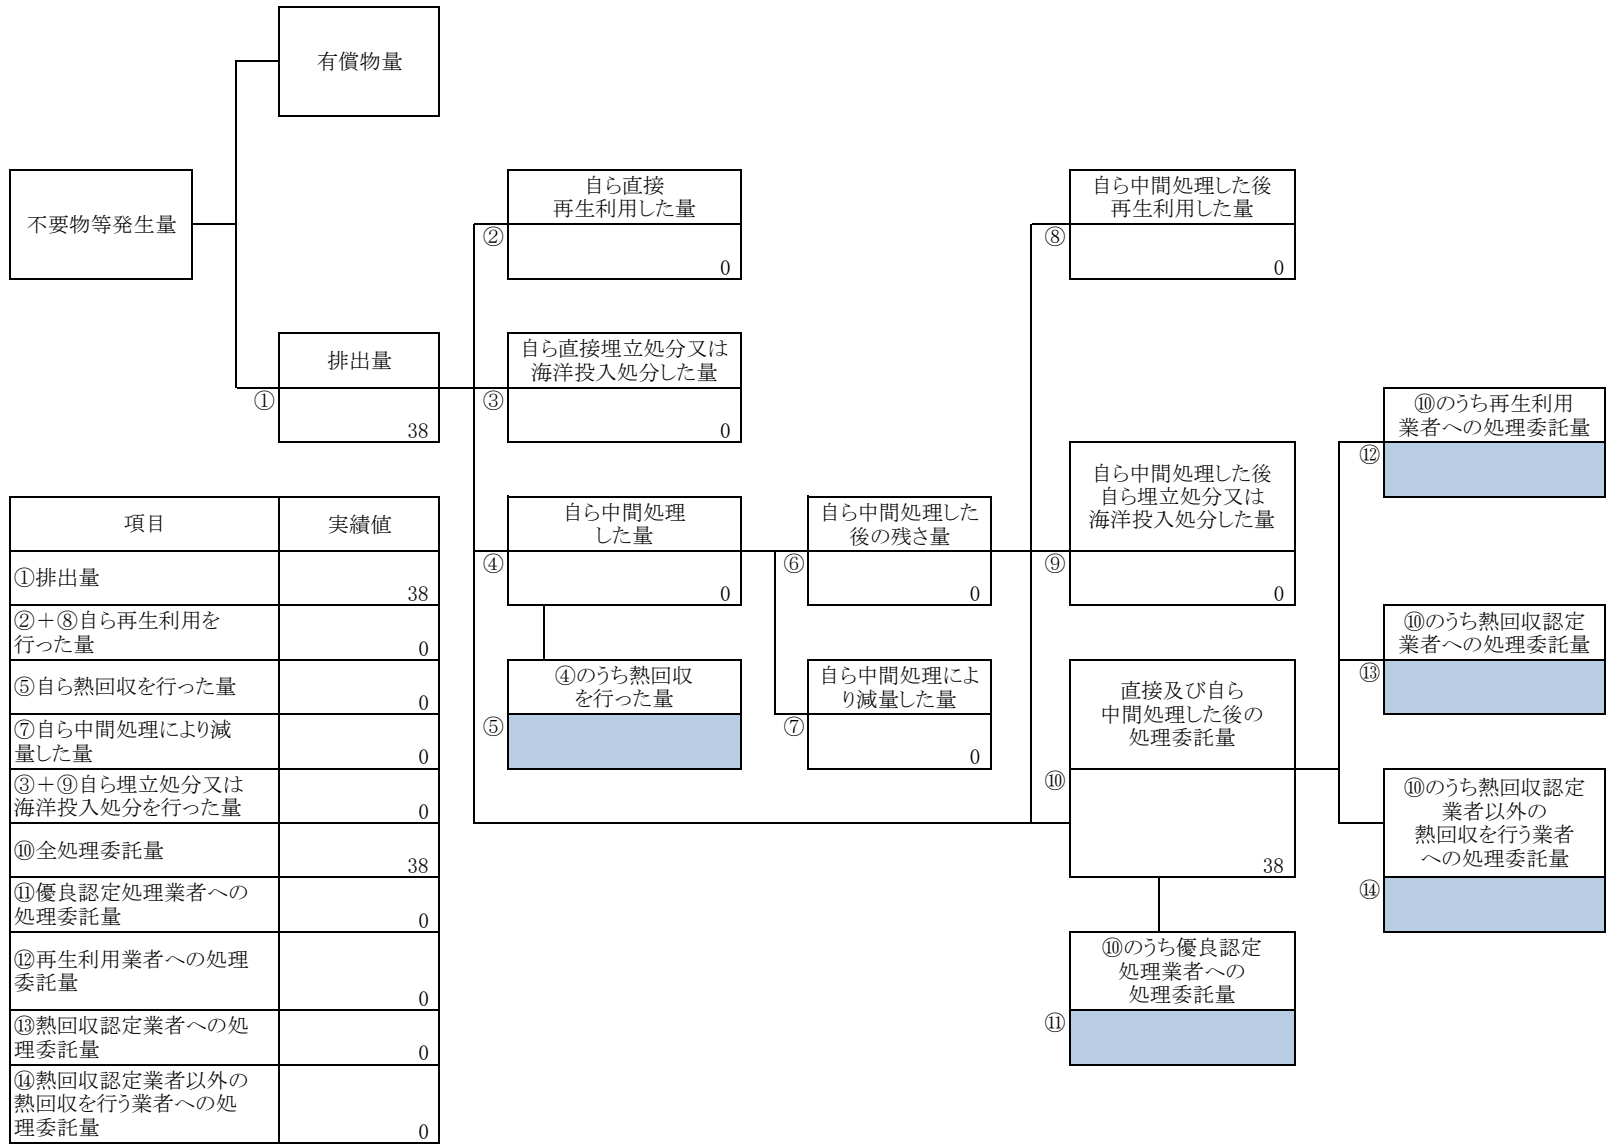 有償物量
不要物等発生量
自ら直接
再生利用した量
②
0
自ら中間処理した後
再生利用した量
⑧
0
排出量
①
38
自ら直接埋立処分又は
海洋投入処分した量
③
0
⑩のうち再生利用
業者への処理委託量
⑫
自ら中間処理
した量
④
0
自ら中間処理した
後の残さ量
⑥
0
自ら中間処理した後
自ら埋立処分又は
海洋投入処分した量
⑨
0
④のうち熱回収
を行った量
⑤
自ら中間処理によ
り減量した量
⑦
0
直接及び自ら
中間処理した後の
処理委託量
⑩
38
⑩のうち熱回収認定
業者への処理委託量
⑬
⑩のうち熱回収認定
業者以外の
熱回収を行う業者
への処理委託量
⑭
⑩のうち優良認定
処理業者への
処理委託量
⑪
項目 実績値
①排出量 38
②+⑧自ら再生利用を
行った量 0
⑤自ら熱回収を行った量 0
⑦自ら中間処理により減
量した量 0
③+⑨自ら埋立処分又は
海洋投入処分を行った量 0
⑩全処理委託量 38
⑪優良認定処理業者への
処理委託量 0
⑫再生利用業者への処理
委託量 0
⑬熱回収認定業者への処
理委託量 0
⑭熱回収認定業者以外の
熱回収を行う業者への処
理委託量 0